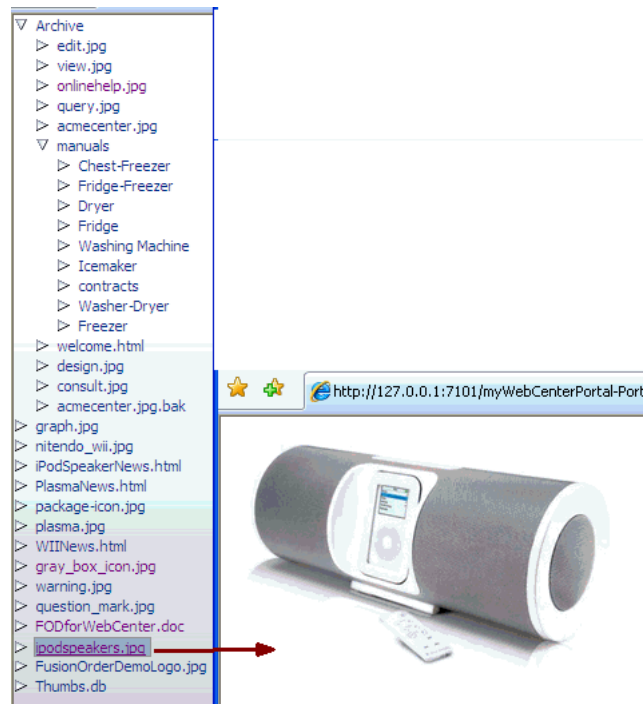 Archive
edit.jpg
view.jpg
onlinehelp.jpg
query.jpg
acmecenter.jpg
manuals
Chest-Freezer
Fridge-Freezer
Dryer
Fridge
Washing Machine
Icemaker
contracts
Washer-Dryer
Freezer
welcome.html
design.jpg
consult.jpg
acmecenter.jpg.bak
graph.jpg
nitendo_wii.jpg
iPodSpeakerNews.html
PlasmaNews.html
package-icon.jpg
plasma.jpg
WIINews.html
gray_box_icon.jpg
warning.jpg
question_mark.jpg
FODforWebCenter.doc
ipodspeakers.jpg
FusionOrderDemoLogo.jpg
Thumbs.db
http://127.0.0.1:7101/myWebCenterPortal-Port